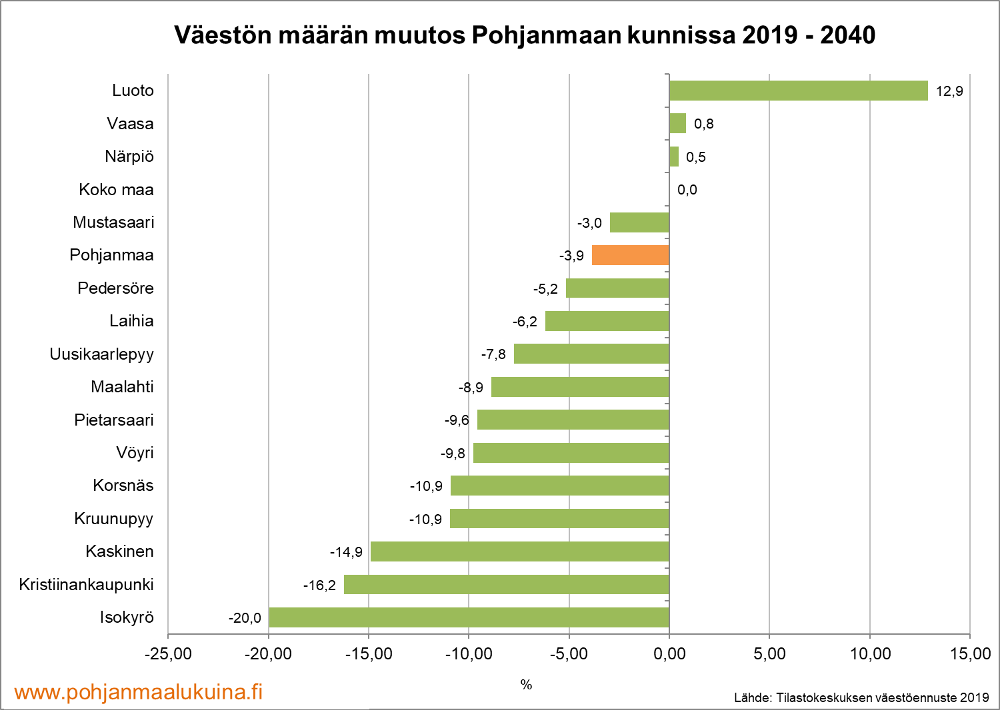 Väestön määrän muutos Pohjanmaan kunnissa 2019 - 2040
Luoto 12,9
Vaasa 0,8
Närpiö 0,5
Koko maa 0,0
Mustasaari -3,0
Pohjanmaa -3,9
Pedersöre -5,2
Laihia -6,2
Uusikaarlepyy -7,8
Maalahti -8,9
Pietarsaari -9,6
Vöyri -9,8
Korsnäs -10,9
Kruunupyy -10,9
Kaskinen -14,9
Kristiinankaupunki -16,2
Isokyrö -20,0
-25,00 -20,00 -15,00 -10,00 -5,00 0,00 5,00 10,00 15,00
%
www.pohjanmaalukuina.fi
Lähde: Tilastokeskuksen väestöennuste 2019